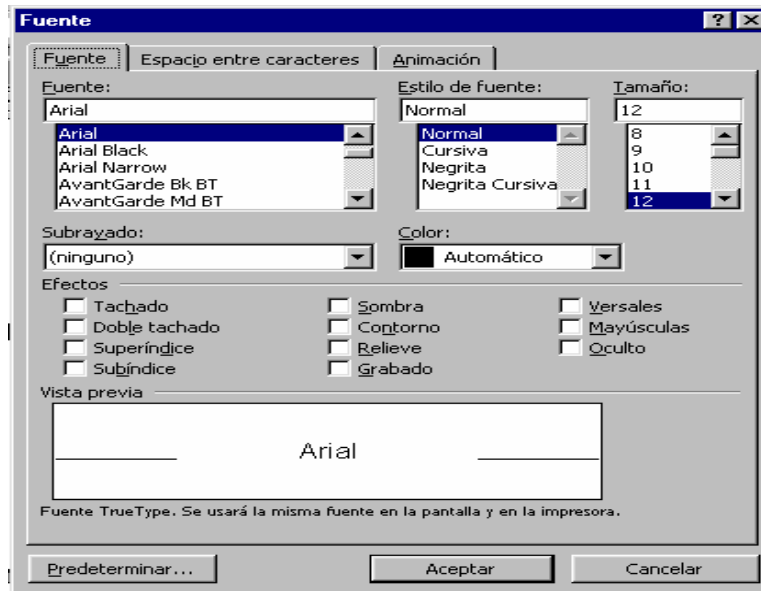 Fuente
Fuente Espacio entre caracteres Animación
Fuente: Estilo de fuente: Tamaño:
Arial Normal 12
Arial Normal 8
Arial Black Cursiva 9
Arial Narrow Negrita 10
AvantGarde Bk BT Negrita Cursiva 11
AvantGarde Md BT 12
Subrayado: Color:
(ninguno) Automático
Efectos
Tachado Sombra Versales
Doble tachado Contorno Mayúsculas
Superíndice Relieve Oculto
Subíndice Grabado
Vista previa
Arial
Fuente TrueType. Se usará la misma fuente en la pantalla y en la impresora.
Predeterminar... Aceptar Cancelar